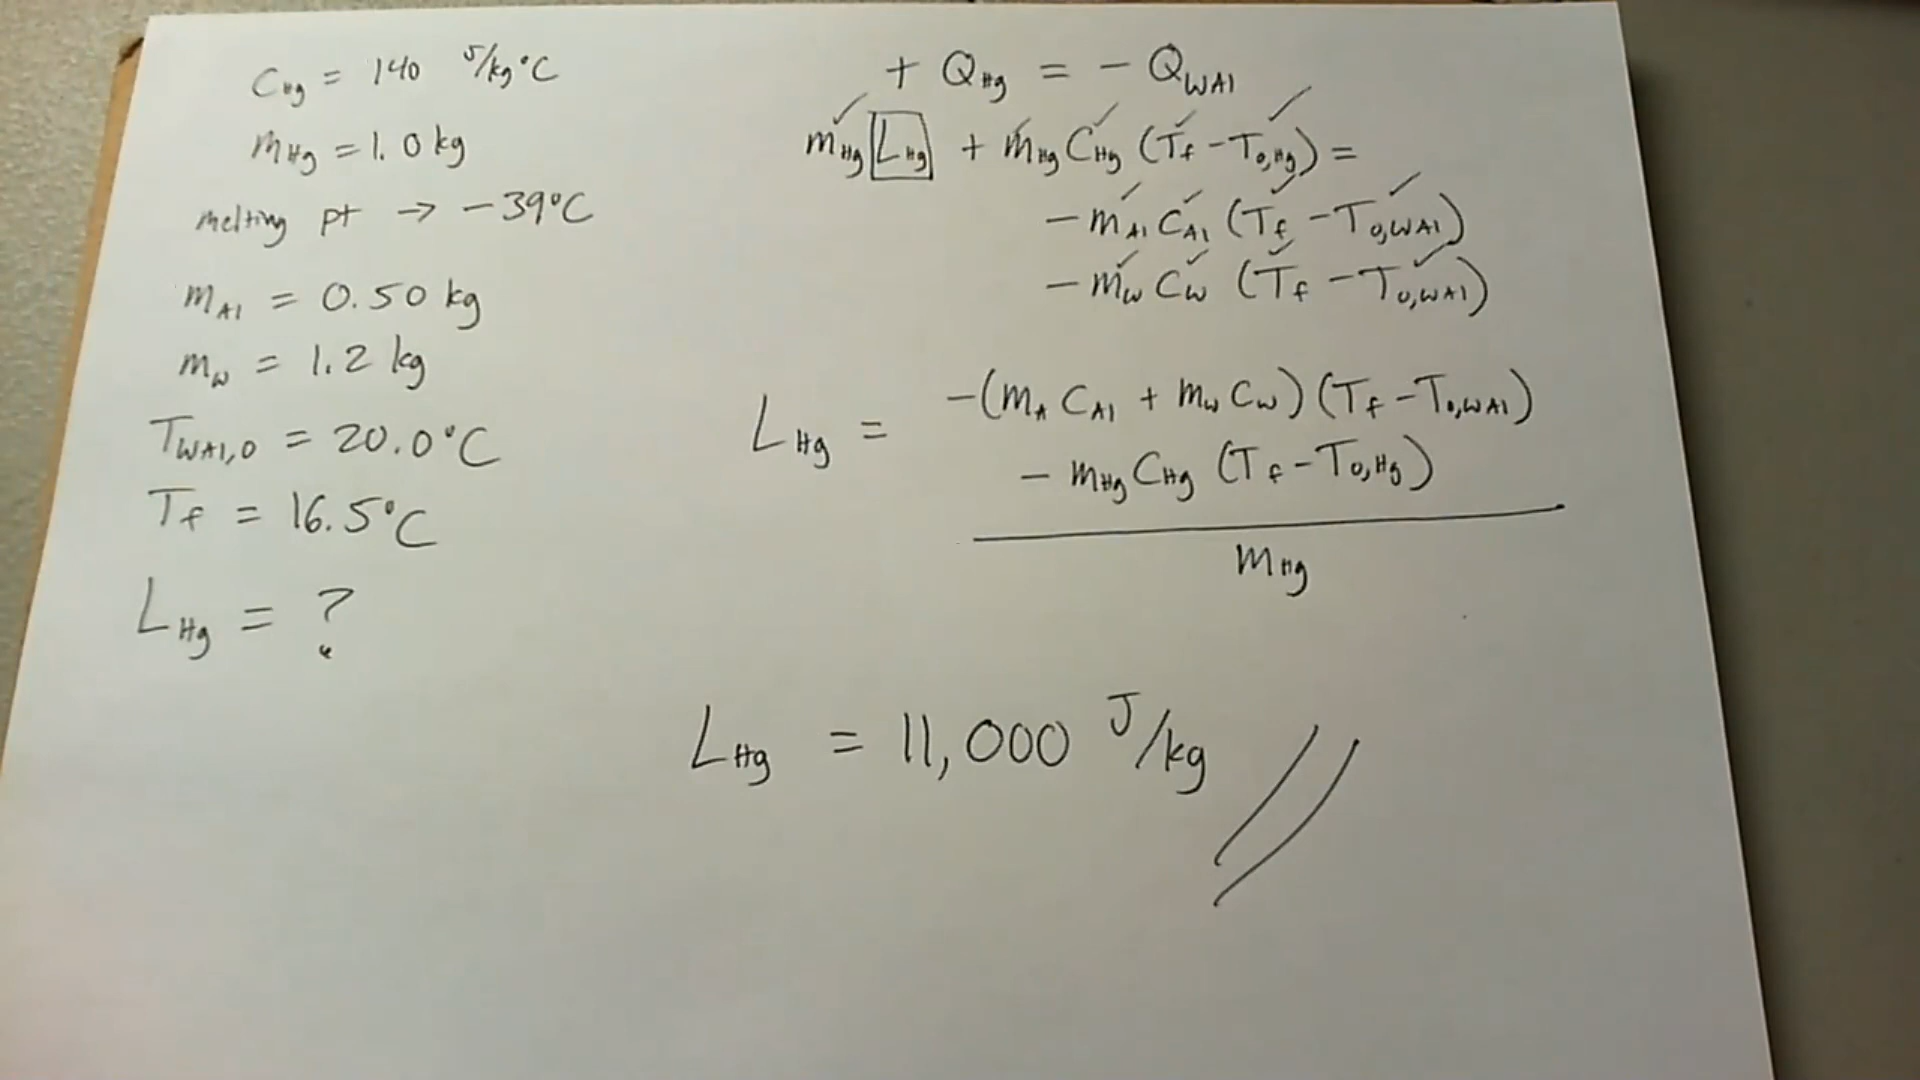 C_Hg = 140 J/kg°C
m_Hg = 1.0 kg
melting pt → -39°C
m_Al = 0.50 kg
m_w = 1.2 kg
T_WAl,0 = 20.0°C
T_f = 16.5°C
L_Hg = ?
+ Q_Hg = - Q_WAl
m_Hg L_Hg + m_Hg C_Hg (T_f - T_0,Hg) =
- m_Al C_Al (T_f - T_0,WAl)
- m_w C_w (T_f - T_0,WAl)
L_Hg = -(m_A C_Al + m_w C_w)(T_f - T_0,WAl)
- m_Hg C_Hg (T_f - T_0,Hg)
m_Hg
L_Hg = 11,000 J/kg